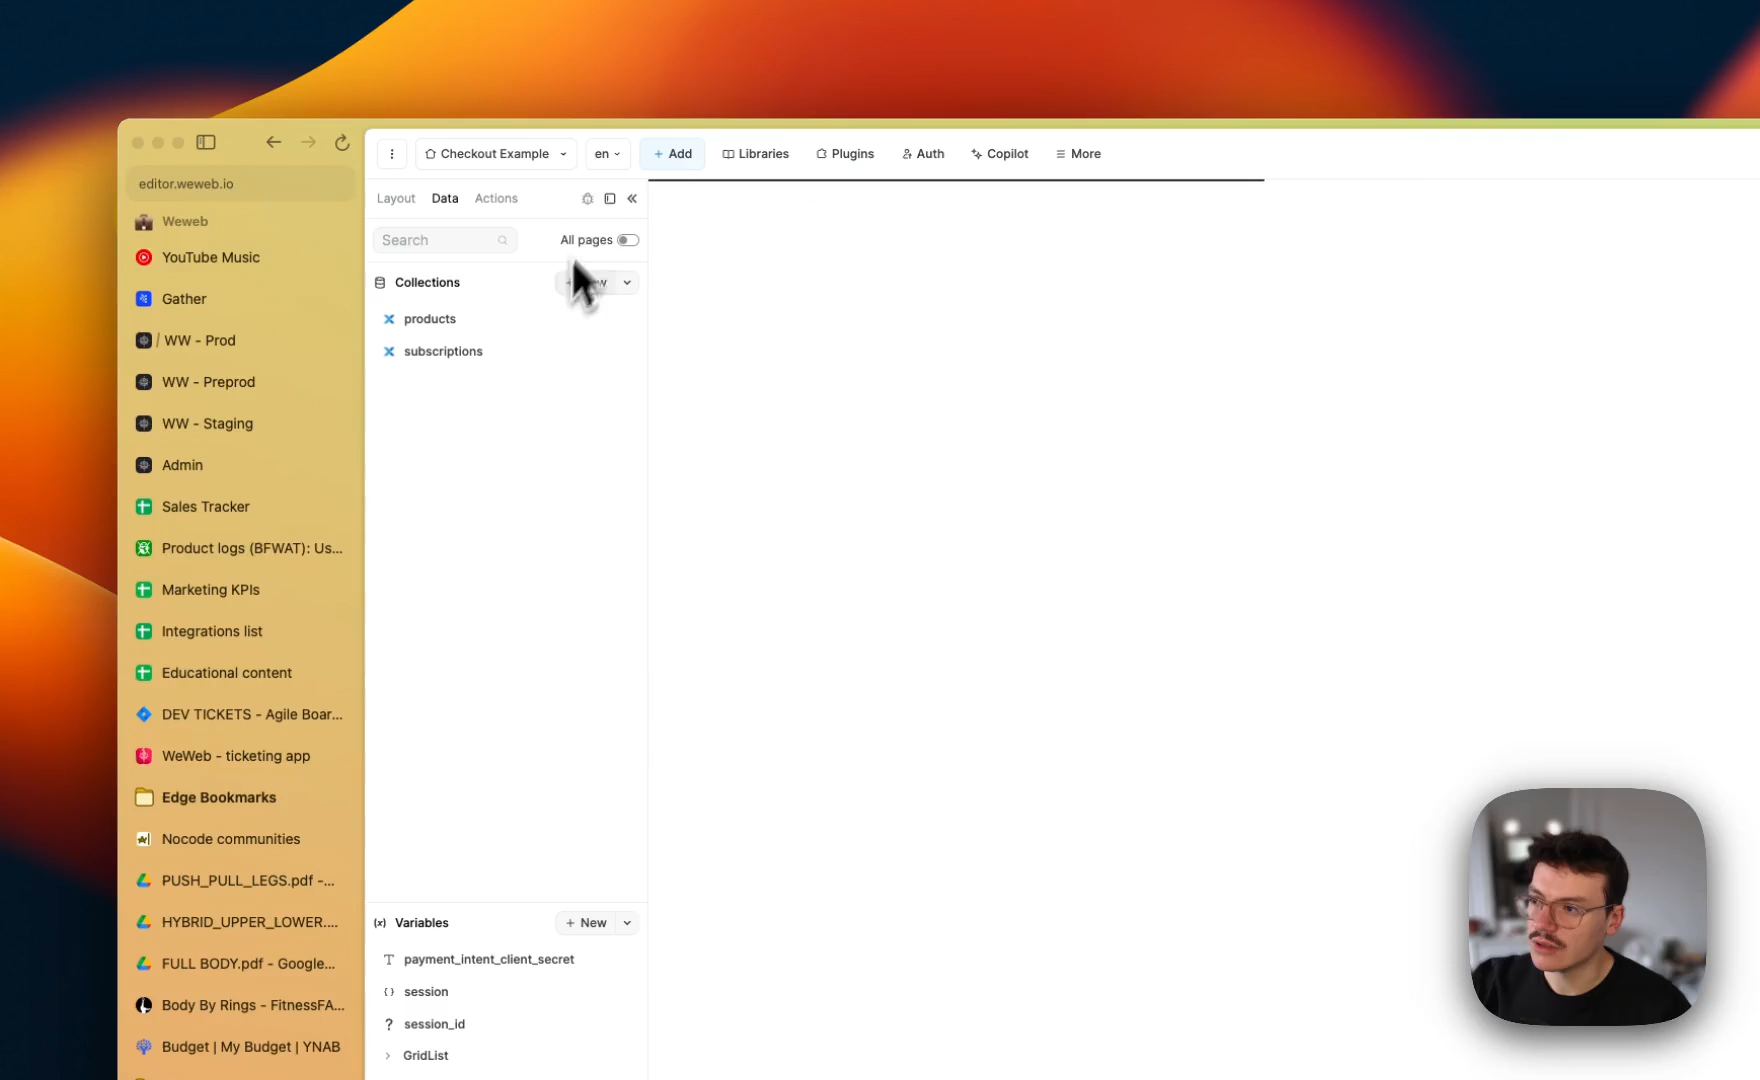 Checkout Example
en
+ Add
Libraries
Plugins
Auth
Copilot
More
editor.weweb.io
Layout
Data
Actions
Search
All pages
Collections
products
subscriptions
Weweb
YouTube Music
Gather
/ WW - Prod
WW - Preprod
WW - Staging
Admin
Sales Tracker
Product logs (BFWAT): Us...
Marketing KPIs
Integrations list
Educational content
DEV TICKETS - Agile Boar...
WeWeb - ticketing app
Edge Bookmarks
Nocode communities
PUSH_PULL_LEGS.pdf -...
HYBRID_UPPER_LOWER....
FULL BODY.pdf - Google...
Body By Rings - FitnessFA...
Budget | My Budget | YNAB
(x) Variables
+ New
payment_intent_client_secret
session
session_id
GridList